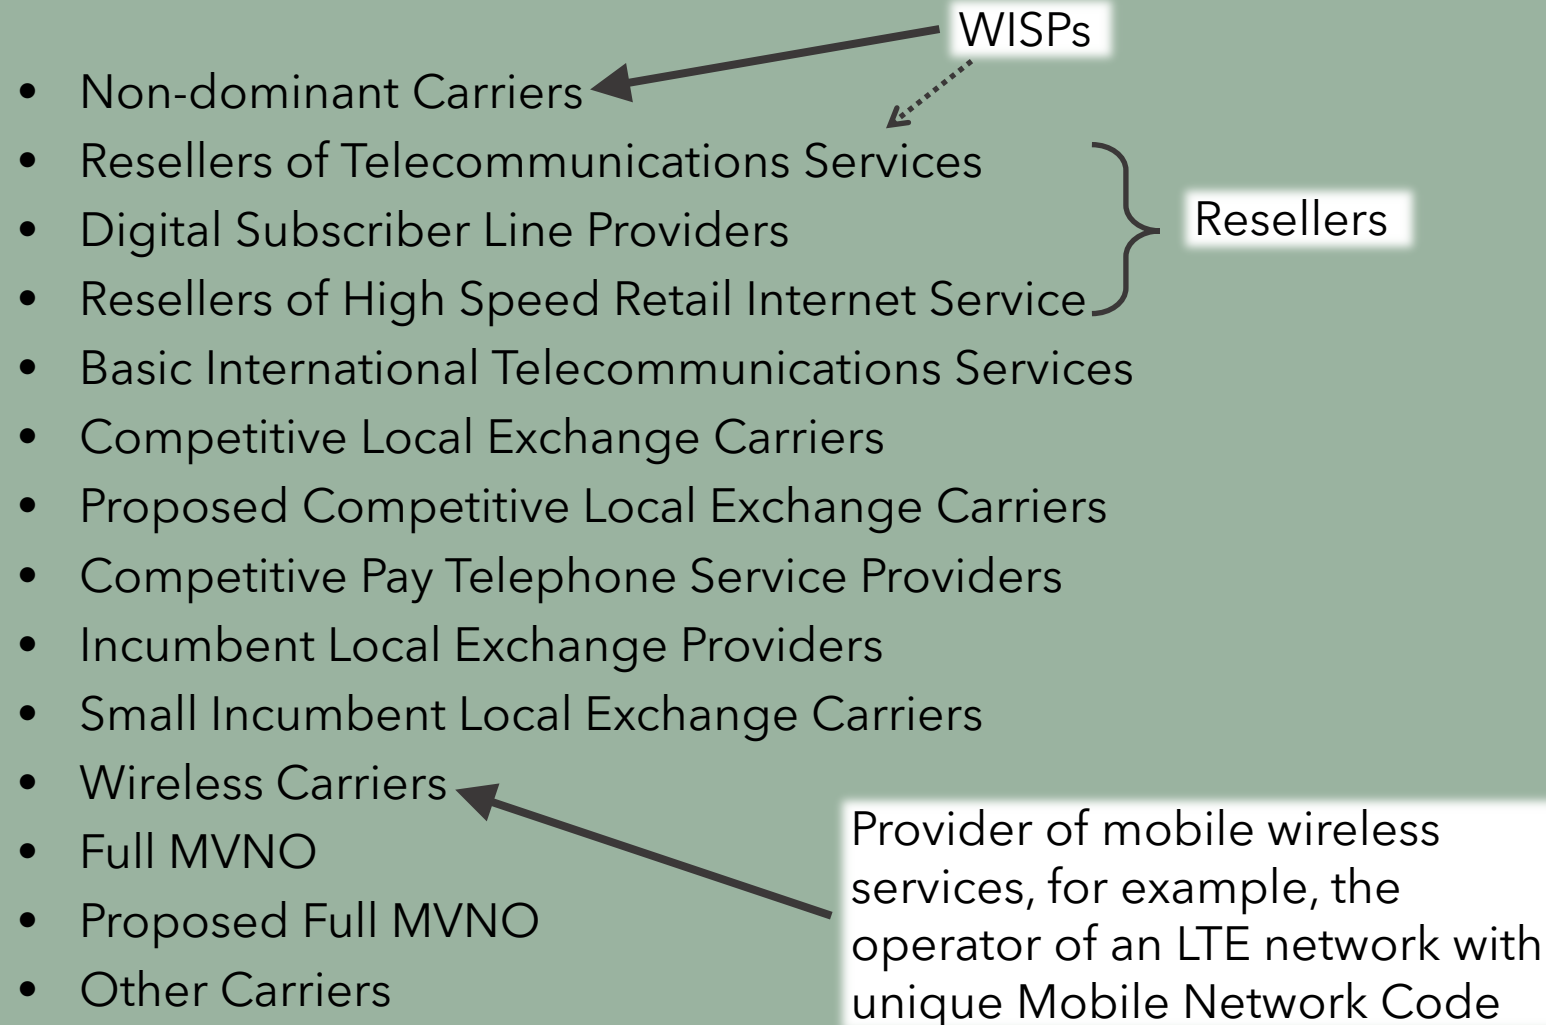 WISPs
• Non-dominant Carriers
• Resellers of Telecommunications Services
• Digital Subscriber Line Providers
Resellers
• Resellers of High Speed Retail Internet Service
• Basic International Telecommunications Services
• Competitive Local Exchange Carriers
• Proposed Competitive Local Exchange Carriers
• Competitive Pay Telephone Service Providers
• Incumbent Local Exchange Providers
• Small Incumbent Local Exchange Carriers
• Wireless Carriers
• Full MVNO
• Proposed Full MVNO
• Other Carriers
Provider of mobile wireless
services, for example, the
operator of an LTE network with
unique Mobile Network Code